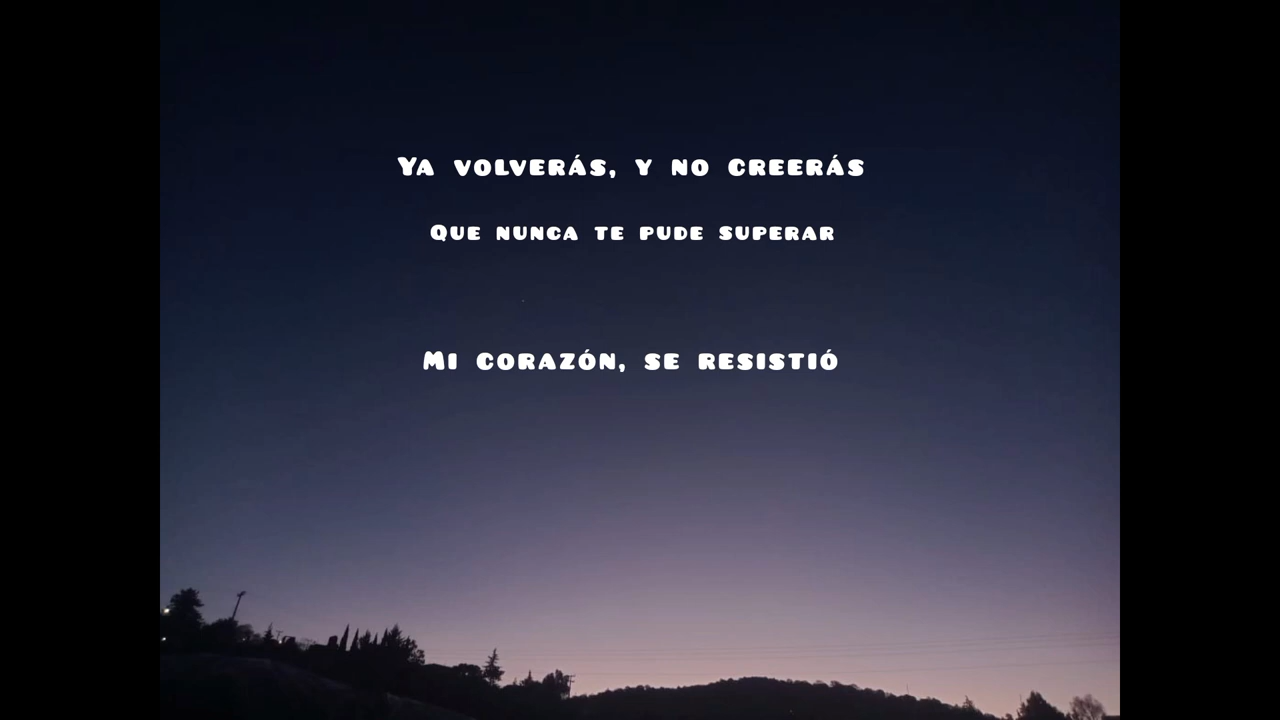 Ya volverás, y no creerás
Que nunca te pude superar
Mi corazón, se resistió